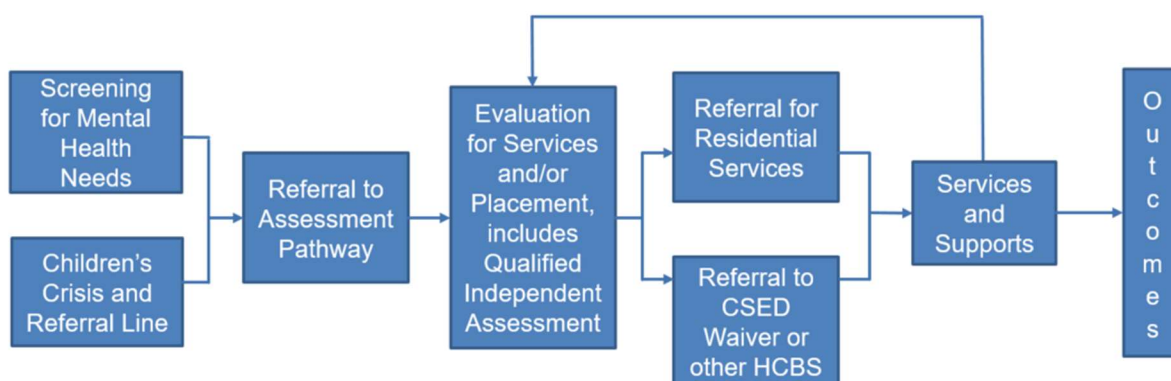 Screening
for Mental
Health
Needs
Children’s
Crisis and
Referral Line
Referral to
Assessment
Pathway
Evaluation
for Services
and/or
Placement,
includes
Qualified
Independent
Assessment
Referral for
Residential
Services
Referral to
CSED
Waiver or
other HCBS
Services
and
Supports
Outcomes